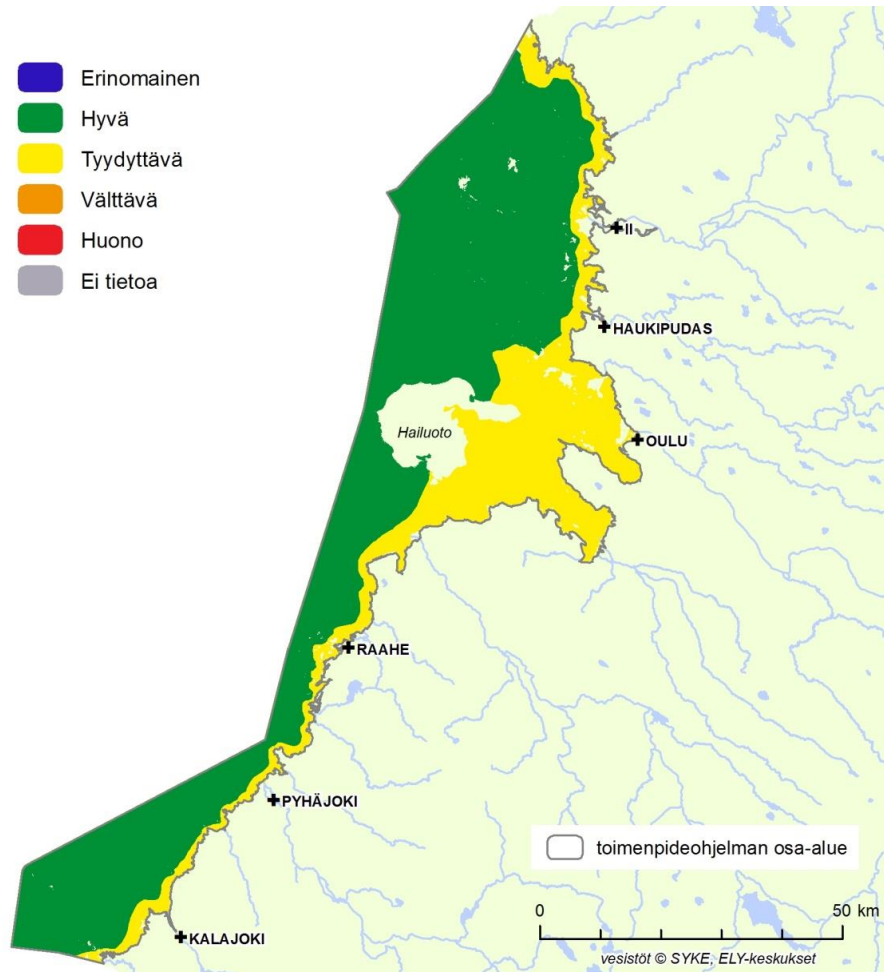 Erinomainen
Hyvä
Tyydyttävä
Välttävä
Huono
Ei tietoa
II
HAUKIPUDAS
Hailuoto
OULU
RAAHE
PYHÄJOKI
KALAJOKI
toimenpideohjelman osa-alue
0 50 km
vesistöt © SYKE, ELY-keskukset